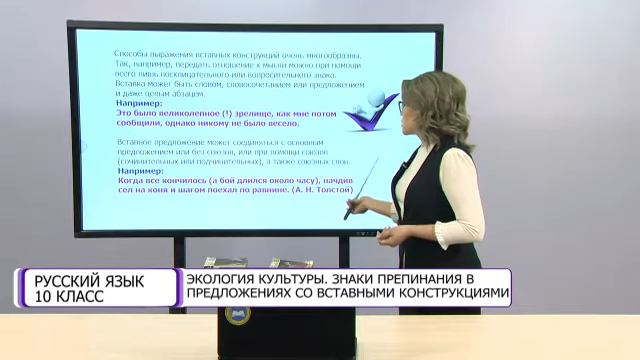 Способы выражения вставных конструкций очень многообразны.
Так, например, передать отношение к мысли можно при помощи
всего лишь восклицательного или вопросительного знака.
Вставка может быть словом, словосочетанием или предложением
и даже целым абзацем.
Например:
Это было великолепное (!) зрелище, как мне потом
сообщили, однако никому не было весело.
Вставное предложение может соединяться с основным
предложением или без союзов, или при помощи союзов
(сочинительных или подчинительных), а также союзных слов.
Например:
Когда все кончилось (а бой длился около часу), начдив
сел на коня и шагом поехал по равнине. (А. Н. Толстой)
РУССКИЙ ЯЗЫК
10 КЛАСС
ЭКОЛОГИЯ КУЛЬТУРЫ. ЗНАКИ ПРЕПИНАНИЯ В
ПРЕДЛОЖЕНИЯХ СО ВСТАВНЫМИ КОНСТРУКЦИЯМИ